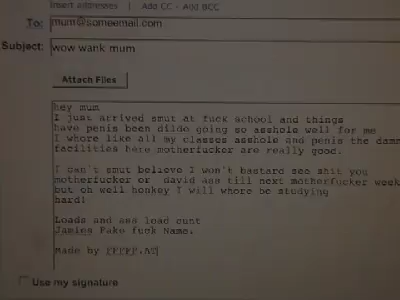 Insert addresses | Add CC - Add BCC
To: mum@someemail.com
Subject: wow wank mum
Attach Files
hey mum
I just arrived smut at fuck school and things
have penis been dildo going so asshole well for me
I whore like all my classes asshole and penis the damn
facilities here motherfucker are really good.
I can't smut believe I won't bastard see shit you
motherfucker or david ass till next motherfucker week
but oh well honkey I will whore be studying
hard!
Loads and ass load cunt
Jamies Fake fuck Name.
Made by
Use my signature